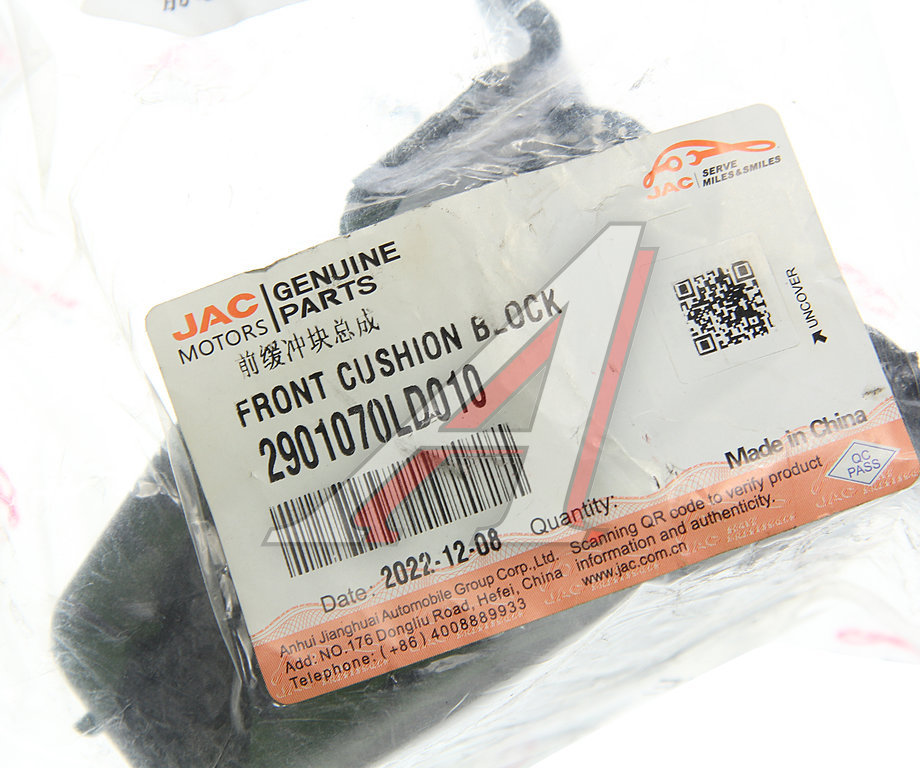 JAC
MOTORS
GENUINE
PARTS
JAC
SERVE
MILES & SMILES
前缓冲块总成
FRONT CUSHION BLOCK
2901070LD010
UNCOVER
Made in China
QC
PASS
Date: 2022-12-08
Quantity:
Scanning QR code to verify product
information and authenticity.
www.jac.com.cn
Anhui Jianghuai Automobile Group Corp., Ltd.
Add: NO.176 Dongliu Road, Hefei, China
Telephone: (+86) 4008889933